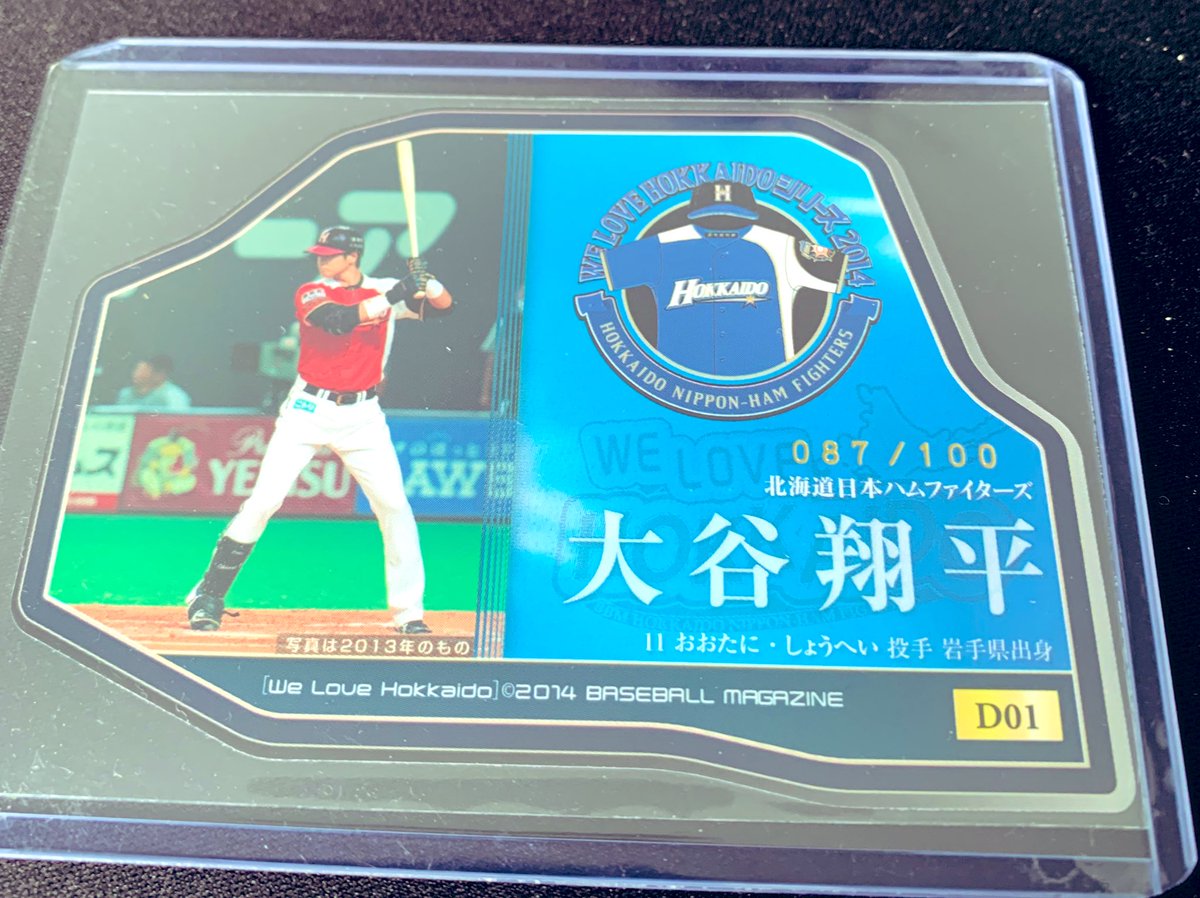 WE LOVE HOKKAIDOシリーズ2014
H
HOKKAIDO
HOKKAIDO NIPPON-HAM FIGHTERS
WE LOVE
HOKKAIDO
087/100
北海道日本ハムファイターズ
大谷翔平
11 おおたに・しょうへい 投手 岩手県出身
YEBISU
写真は2013年のもの
[We Love Hokkaido]©2014 BASEBALL MAGAZINE
D01